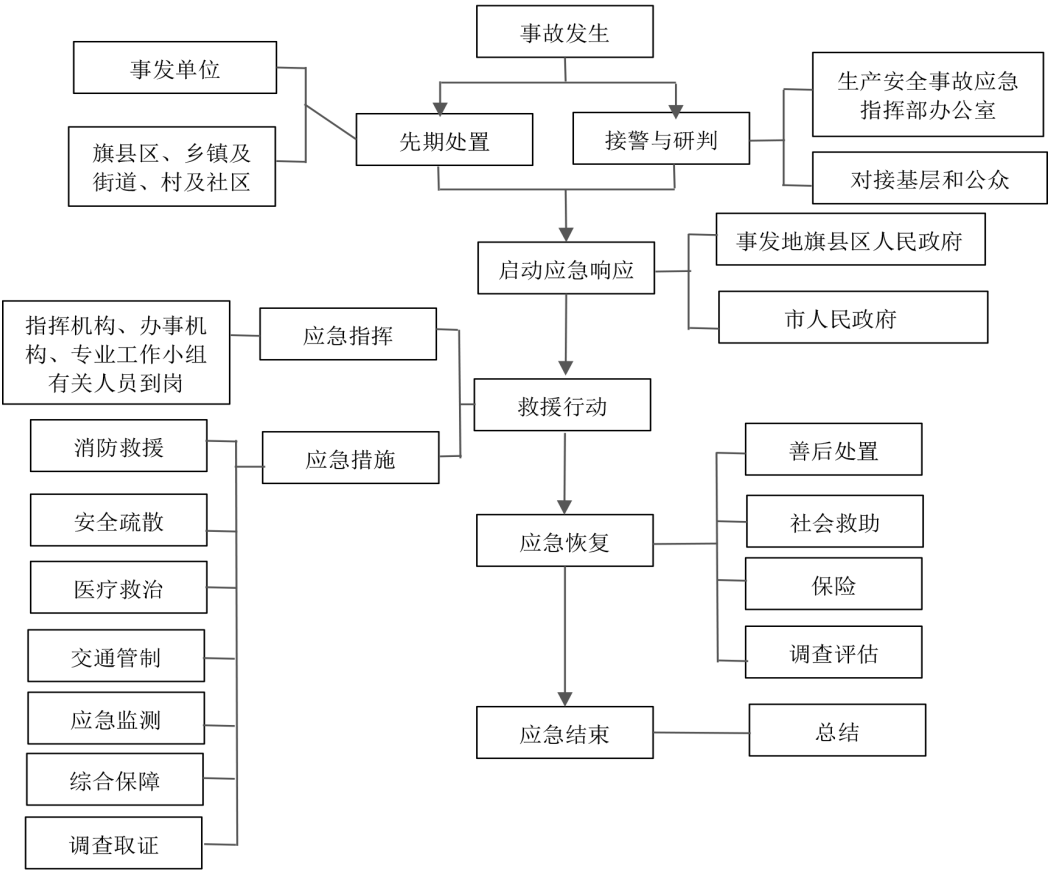 事故发生
事发单位
生产安全事故应急
指挥部办公室
先期处置
接警与研判
旗县区、乡镇及
街道、村及社区
对接基层和公众
事发地旗县区人民政府
启动应急响应
市人民政府
指挥机构、办事机
构、专业工作小组
有关人员到岗
应急指挥
救援行动
消防救援
应急措施
善后处置
安全疏散
社会救助
应急恢复
医疗救治
保险
交通管制
调查评估
应急监测
应急结束
总结
综合保障
调查取证